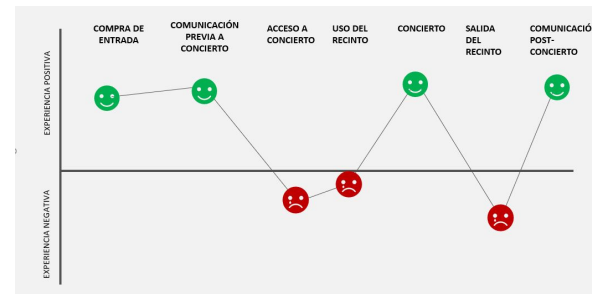 COMPRA DE
ENTRADA
COMUNICACIÓN
PREVIA A
CONCIERTO
ACCESO A
CONCIERTO
USO DEL
RECINTO
CONCIERTO
SALIDA
DEL
RECINTO
COMUNICACIÓ
POST-
CONCIERTO
EXPERIENCIA POSITIVA
EXPERIENCIA NEGATIVA